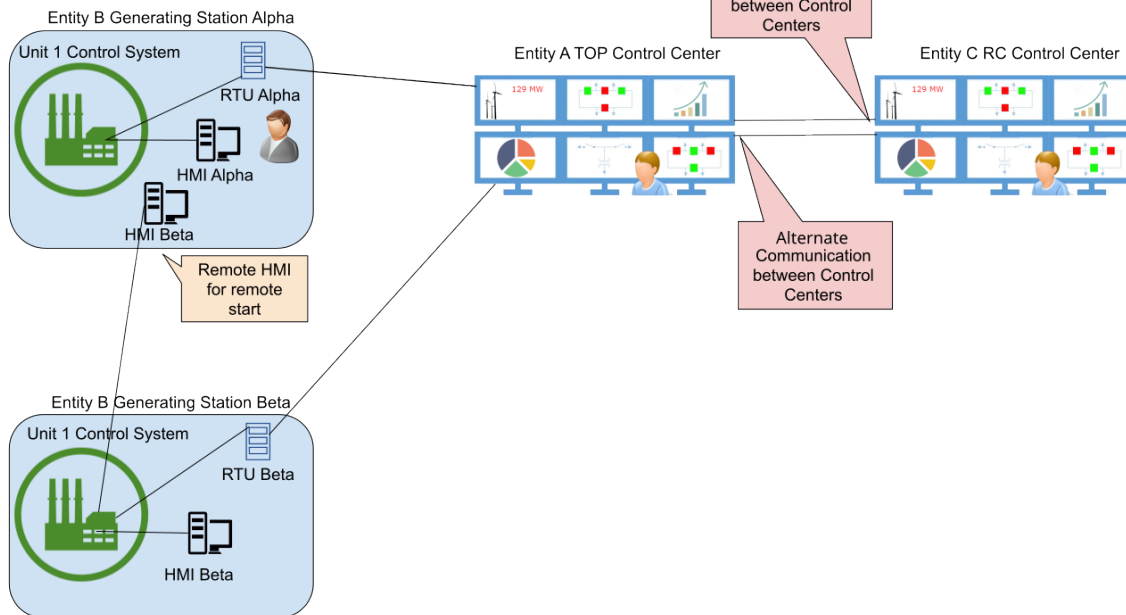 Entity B Generating Station Alpha
Unit 1 Control System
RTU Alpha
HMI Alpha
HMI Beta
Remote HMI
for remote
start
between Control
Centers
Entity A TOP Control Center
129 MW
Entity C RC Control Center
129 MW
Alternate
Communication
between Control
Centers
Entity B Generating Station Beta
Unit 1 Control System
RTU Beta
HMI Beta